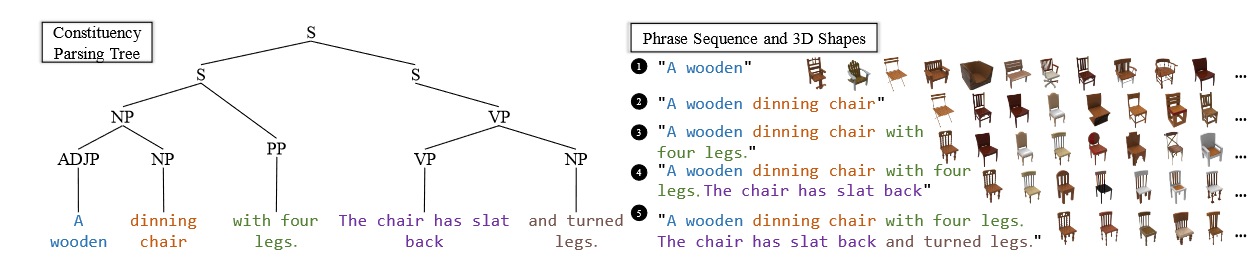 Constituency
Parsing Tree
S
S
S
NP
VP
ADJP
NP
PP
VP
NP
A
wooden
dinning
chair
with four
legs.
The chair has slat
back
and turned
legs.
Phrase Sequence and 3D Shapes
1 "A wooden"
...
2 "A wooden dinning chair"
...
3 "A wooden dinning chair with
four legs."
...
4 "A wooden dinning chair with four
legs.The chair has slat back"
...
5 "A wooden dinning chair with four legs.
The chair has slat back and turned legs."
...